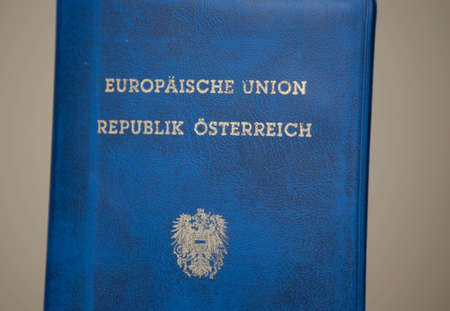 EUROPÄISCHE UNION
REPUBLIK ÖSTERREICH